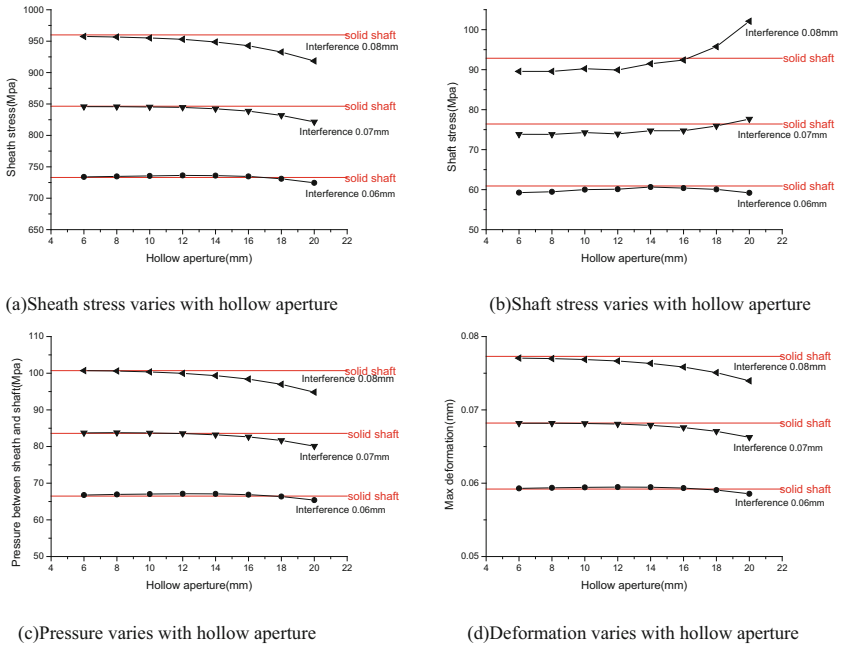 solid shaft
Interference 0.08mm
solid shaft
Interference 0.07mm
solid shaft
Interference 0.06mm
1000
950
900
850
800
750
700
650
4 6 8 10 12 14 16 18 20 22
Sheath stress(Mpa)
Hollow aperture(mm)
(a)Sheath stress varies with hollow aperture
Interference 0.08mm
solid shaft
solid shaft
Interference 0.07mm
solid shaft
Interference 0.06mm
100
90
80
70
60
50
4 6 8 10 12 14 16 18 20 22
Shaft stress(Mpa)
Hollow aperture(mm)
(b)Shaft stress varies with hollow aperture
solid shaft
Interference 0.08mm
solid shaft
Interference 0.07mm
solid shaft
Interference 0.06mm
110
100
90
80
70
60
50
4 6 8 10 12 14 16 18 20 22
Pressure between sheath and shaft(Mpa)
Hollow aperture(mm)
(c)Pressure varies with hollow aperture
solid shaft
Interference 0.08mm
solid shaft
Interference 0.07mm
solid shaft
Interference 0.06mm
0.08
0.07
0.06
0.05
4 6 8 10 12 14 16 18 20 22
Max deformation(mm)
Hollow aperture(mm)
(d)Deformation varies with hollow aperture